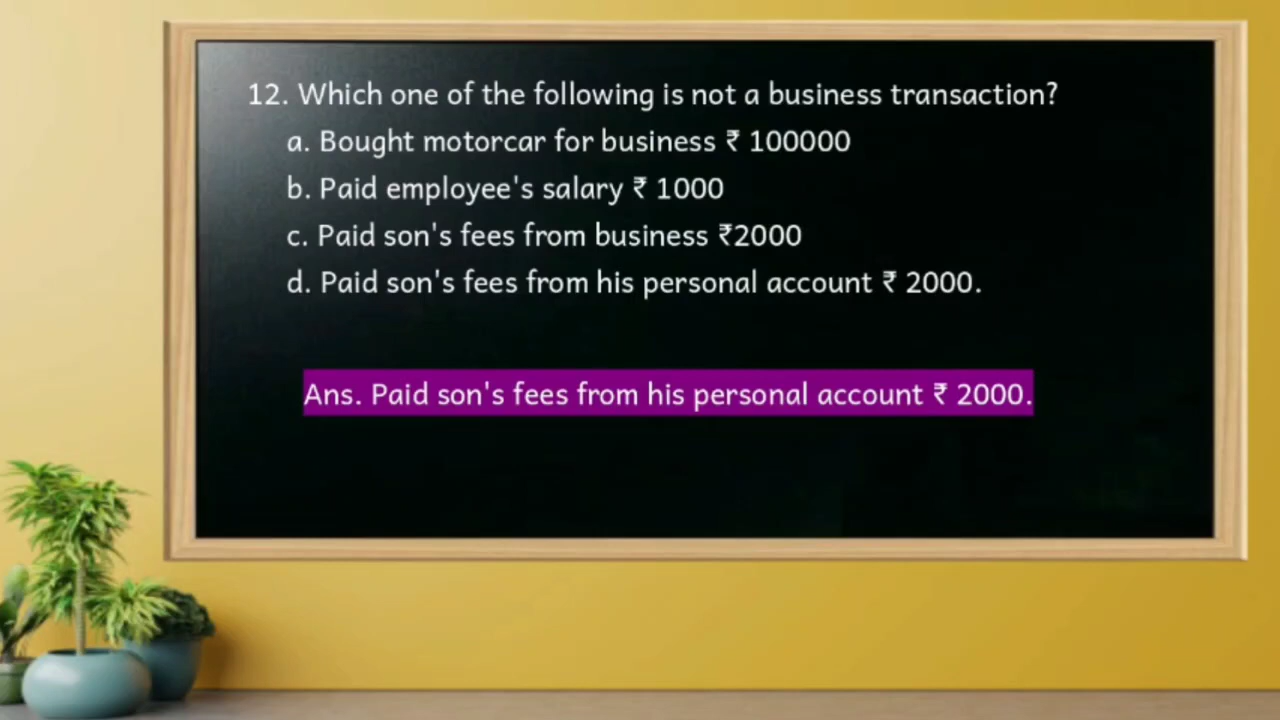 12. Which one of the following is not a business transaction?
a. Bought motorcar for business ₹ 100000
b. Paid employee's salary ₹ 1000
c. Paid son's fees from business ₹2000
d. Paid son's fees from his personal account ₹ 2000.
Ans. Paid son's fees from his personal account ₹ 2000.